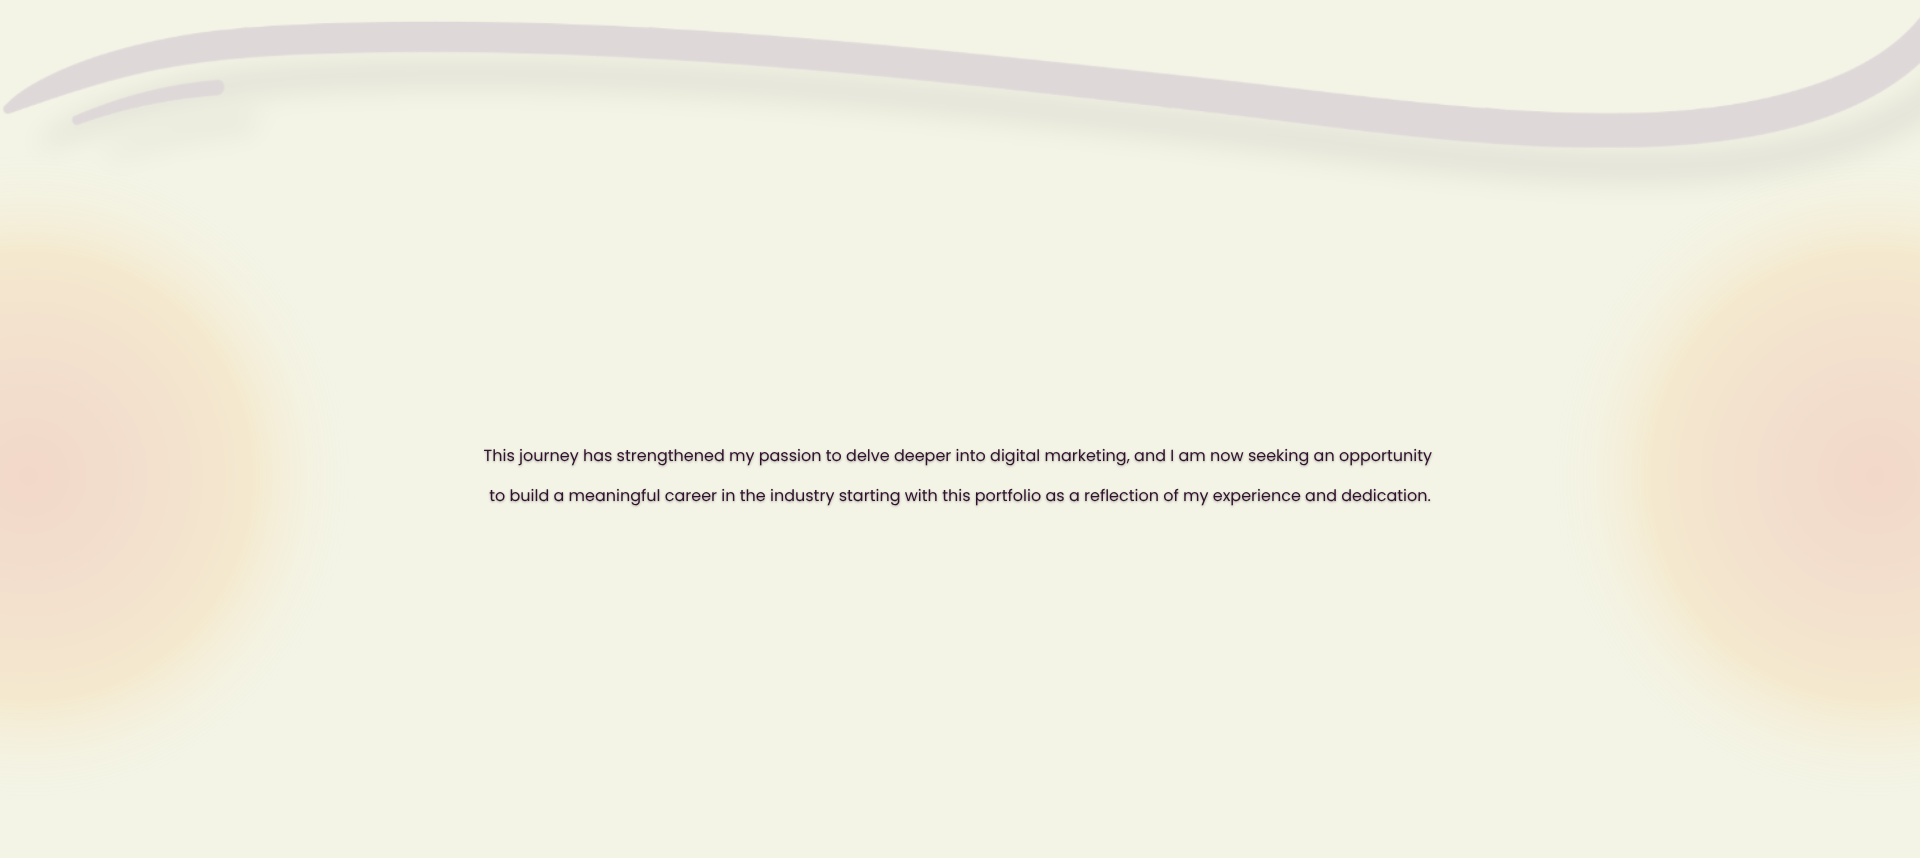 This journey has strengthened my passion to delve deeper into digital marketing, and I am now seeking an opportunity
to build a meaningful career in the industry starting with this portfolio as a reflection of my experience and dedication.